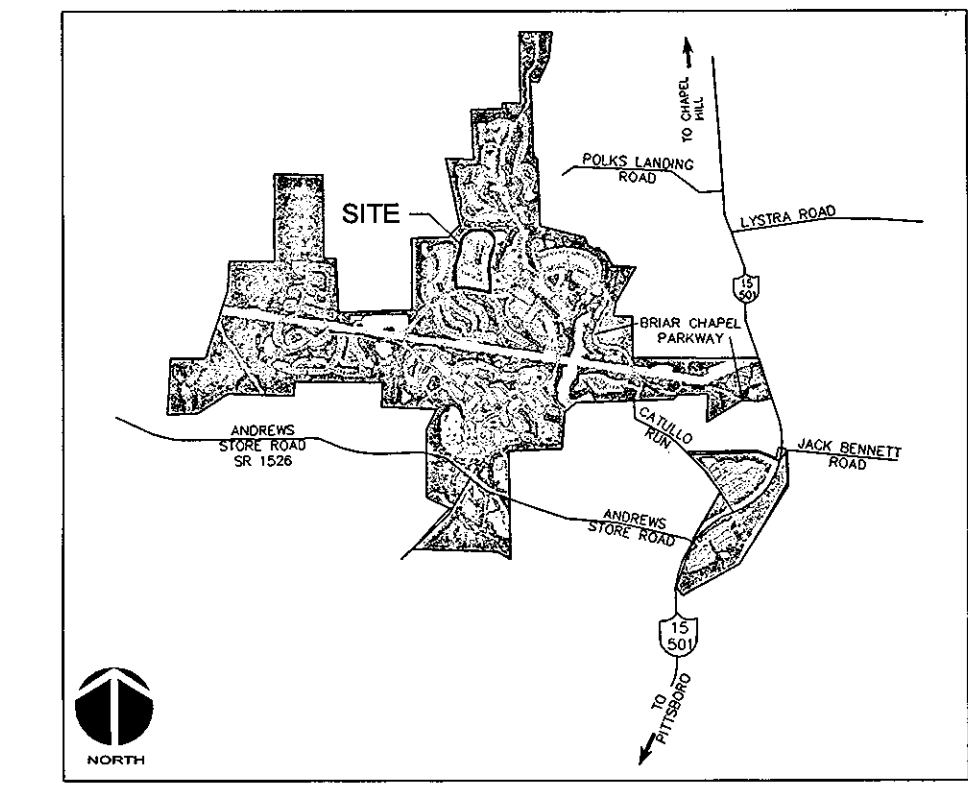 TO CHAPEL
HILL
POLKS LANDING
ROAD
LYSTRA ROAD
SITE
15
501
BRIAR CHAPEL
PARKWAY
CATULLO
RUN
ANDREWS
STORE ROAD
SR 1526
JACK BENNETT
ROAD
ANDREWS
STORE ROAD
15
501
TO
PITTSBORO
NORTH